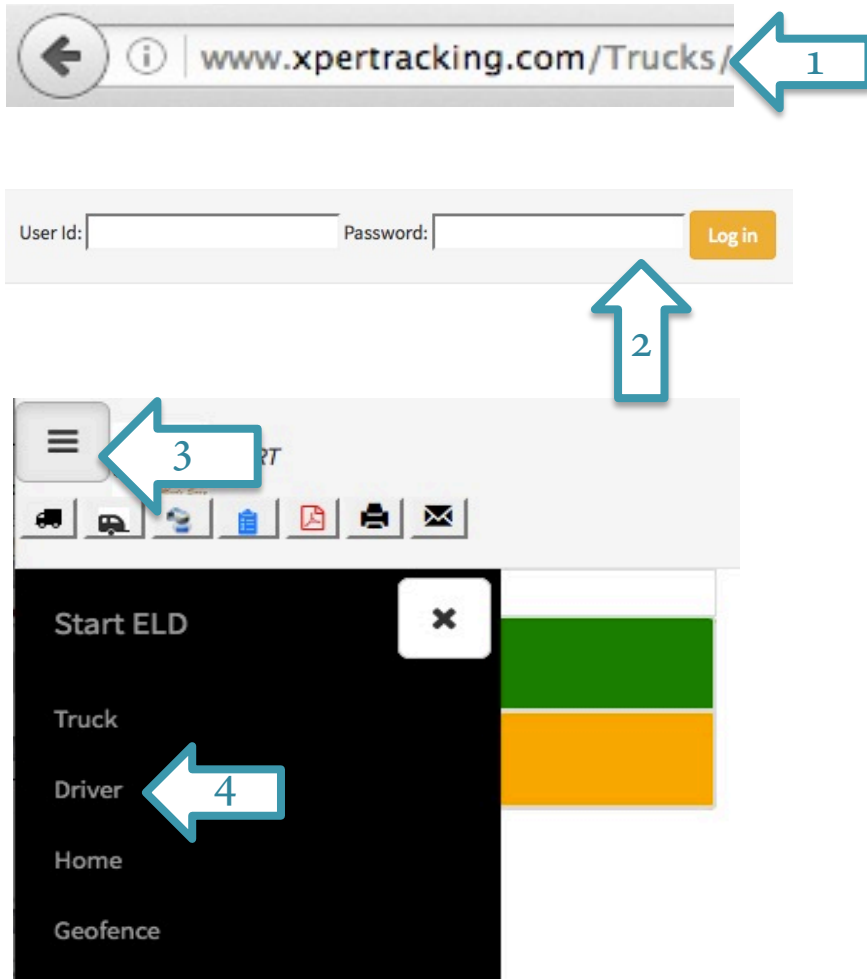 www.xpertracking.com/Trucks/
1
User Id:
Password:
Log in
2
3
RT
Start ELD
Truck
Driver
4
Home
Geofence